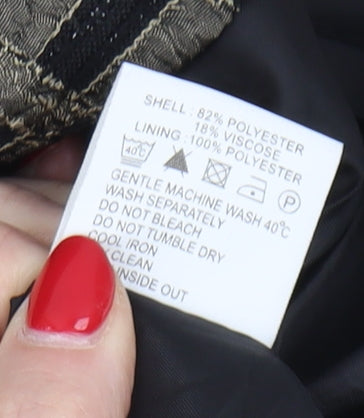 SHELL : 82% POLYESTER
18% VISCOSE
LINING : 100% POLYESTER
40℃ P
GENTLE MACHINE WASH 40℃
WASH SEPARATELY
DO NOT BLEACH
DO NOT TUMBLE DRY
COOL IRON
CLEAN
INSIDE OUT